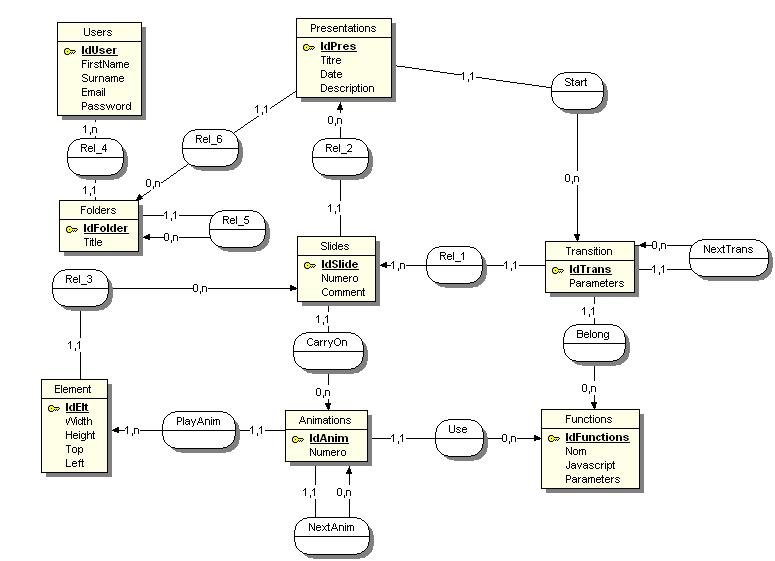 Users
IdUser
FirstName
Surname
Email
Password
Presentations
IdPres
Titre
Date
Description
1,1
Start
1,1
Rel_6
0,n
1,n
Rel_4
1,1
0,n
Rel_2
1,1
0,n
0,n
Folders
IdFolder
Title
1,1
Rel_5
0,n
Slides
IdSlide
Numero
Comment
1,n
Rel_1
1,1
Transition
IdTrans
Parameters
0,n
NextTrans
1,1
Rel_3
0,n
1,1
1,1
CarryOn
0,n
1,1
Belong
0,n
Element
IdElt
Width
Height
Top
Left
1,n
PlayAnim
1,1
Animations
IdAnim
Numero
1,1
Use
0,n
Functions
IdFunctions
Nom
Javascript
Parameters
1,1
0,n
NextAnim